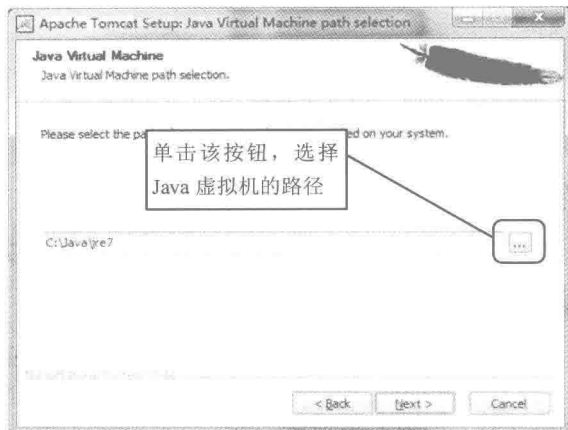 Apache Tomcat Setup: Java Virtual Machine path selection
Java Virtual Machine
Java Virtual Machine path selection.
Please select the pa ed on your system.
单击该按钮，选择
Java 虚拟机的路径
C:\Java\jre7
...
< Back Next > Cancel